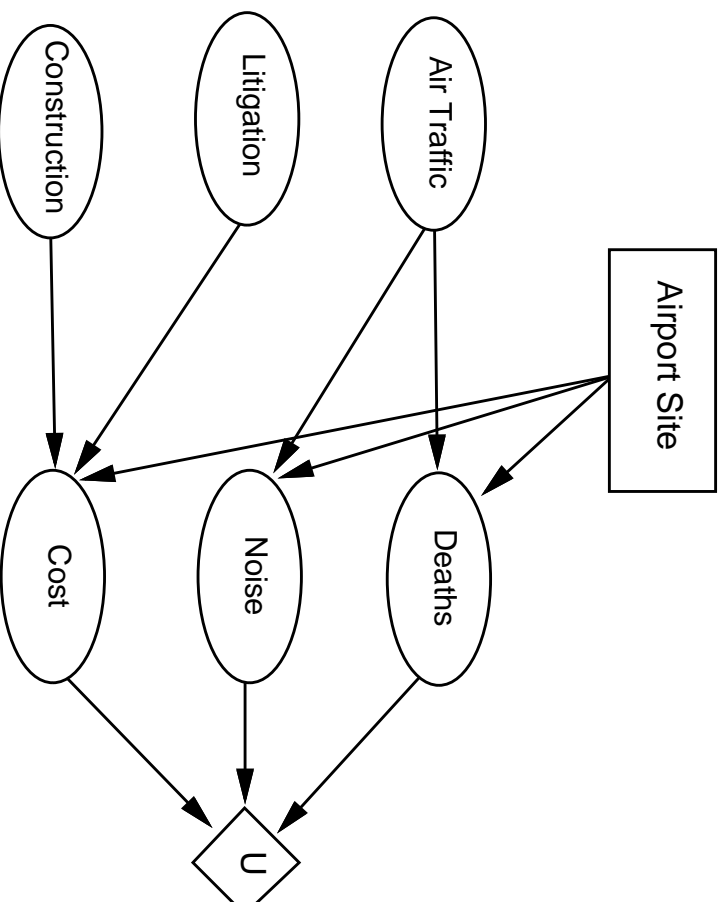 Airport Site
Air Traffic
Deaths
Litigation
Noise
U
Construction
Cost